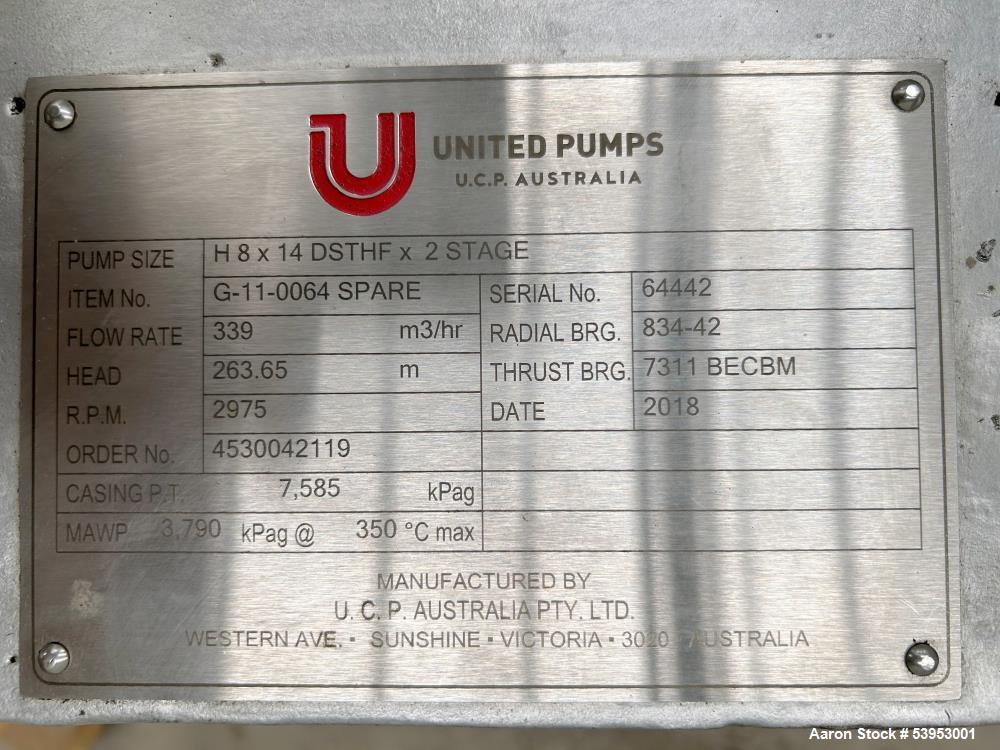 UNITED PUMPS
U.C.P. AUSTRALIA
PUMP SIZE H 8 x 14 DSTHF x 2 STAGE
ITEM No. G-11-0064 SPARE SERIAL No. 64442
FLOW RATE 339 m3/hr RADIAL BRG. 834-42
HEAD 263.65 m THRUST BRG. 7311 BECBM
R.P.M. 2975 DATE 2018
ORDER No. 4530042119
CASING P.T. 7,585 kPag
MAWP 3,790 kPag @ 350 °C max
MANUFACTURED BY
U. C. P. AUSTRALIA PTY. LTD.
WESTERN AVE. • SUNSHINE • VICTORIA • 3020 AUSTRALIA
Aaron Stock # 53953001